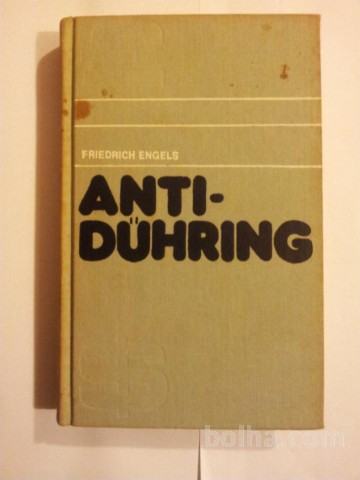 FRIEDRICH ENGELS
ANTI-
DÜHRING
bolha.com